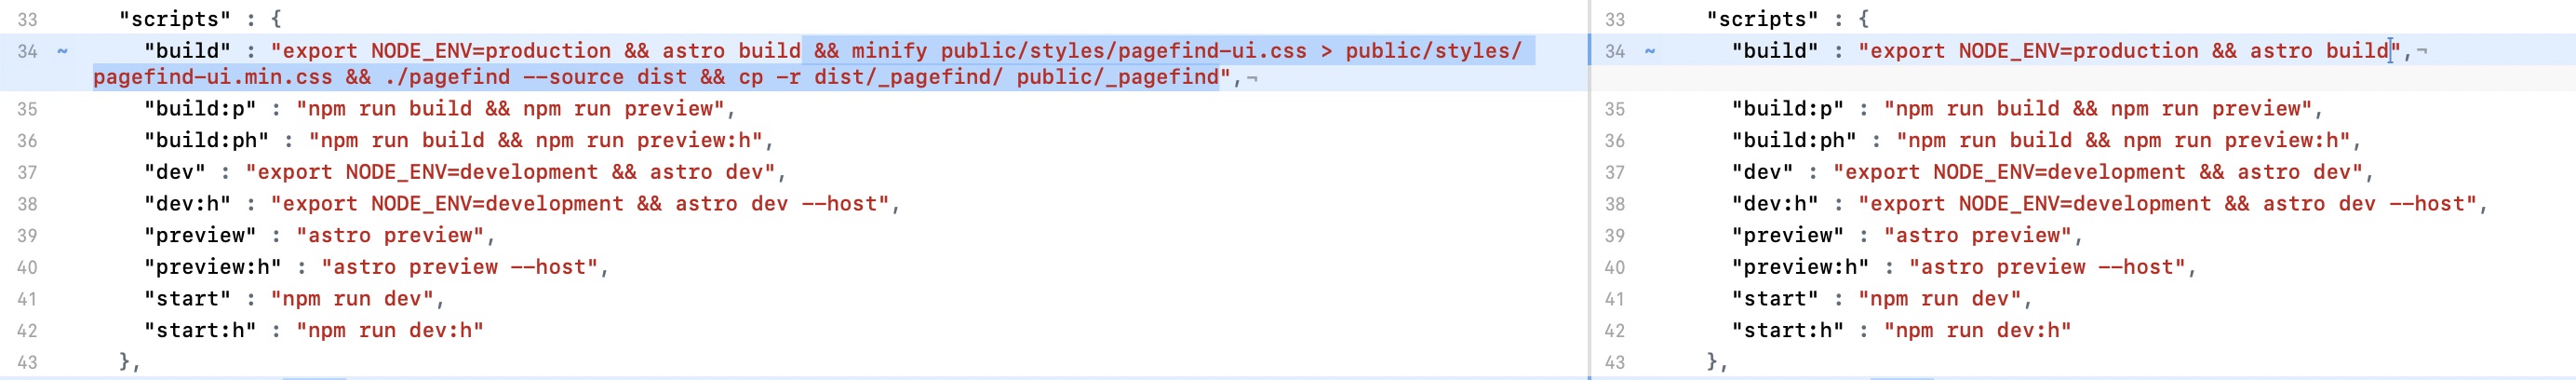 33 "scripts" : {
34 ~ "build" : "export NODE_ENV=production && astro build && minify public/styles/pagefind-ui.css > public/styles/
pagefind-ui.min.css && ./pagefind --source dist && cp -r dist/_pagefind/ public/_pagefind",¬
35 "build:p" : "npm run build && npm run preview",
36 "build:ph" : "npm run build && npm run preview:h",
37 "dev" : "export NODE_ENV=development && astro dev",
38 "dev:h" : "export NODE_ENV=development && astro dev --host",
39 "preview" : "astro preview",
40 "preview:h" : "astro preview --host",
41 "start" : "npm run dev",
42 "start:h" : "npm run dev:h"
43 },
33 "scripts" : {
34 ~ "build" : "export NODE_ENV=production && astro build",¬
35 "build:p" : "npm run build && npm run preview",
36 "build:ph" : "npm run build && npm run preview:h",
37 "dev" : "export NODE_ENV=development && astro dev",
38 "dev:h" : "export NODE_ENV=development && astro dev --host",
39 "preview" : "astro preview",
40 "preview:h" : "astro preview --host",
41 "start" : "npm run dev",
42 "start:h" : "npm run dev:h"
43 },